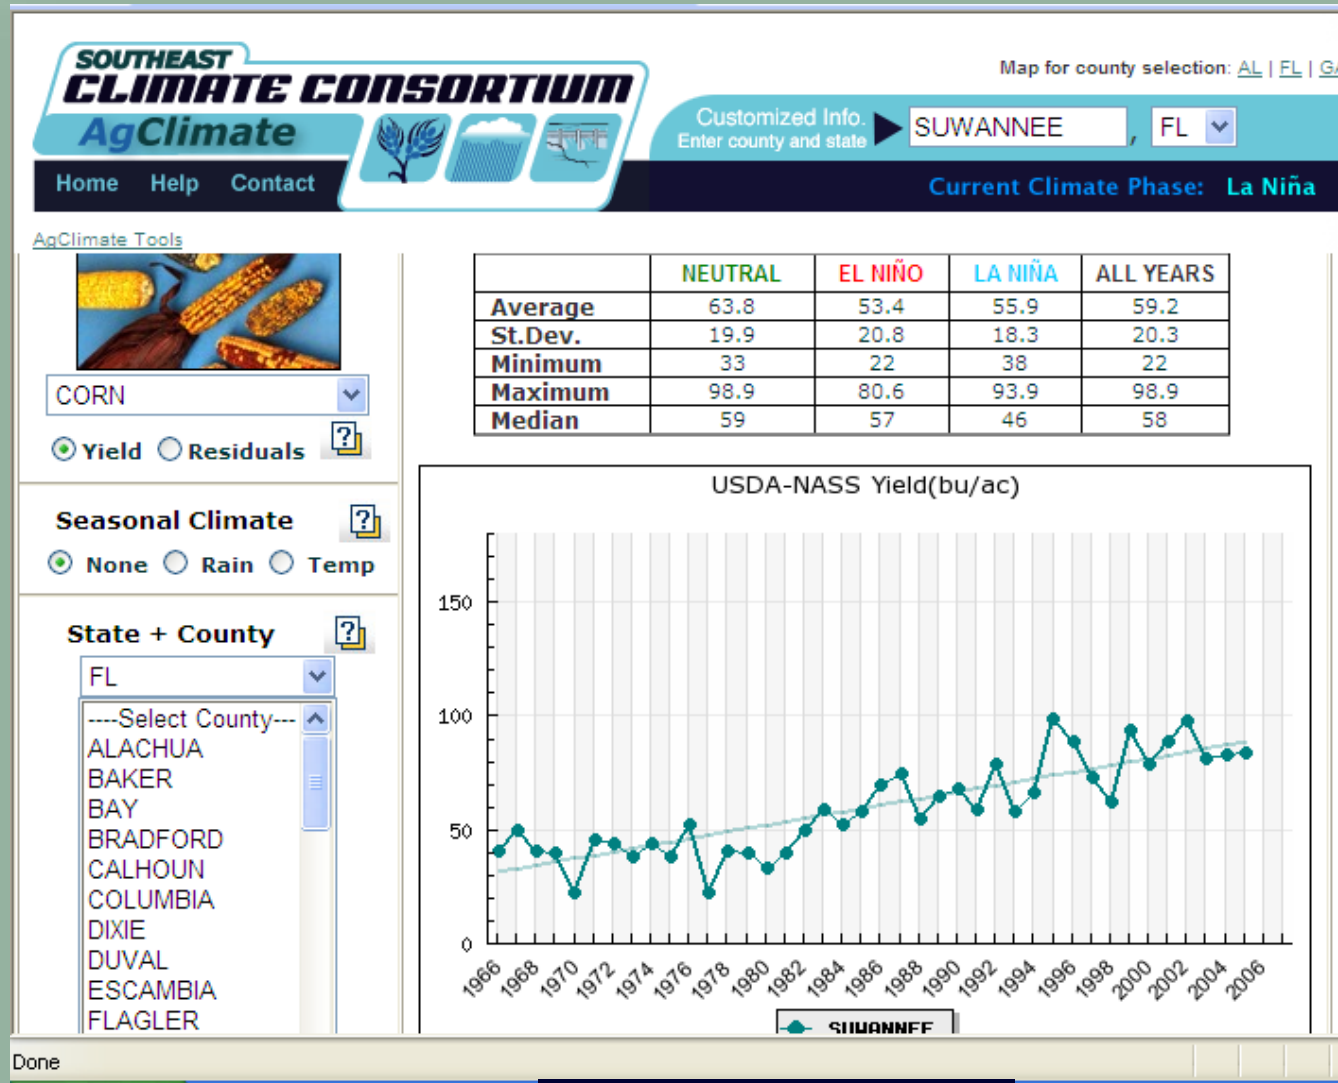 SOUTHEAST
CLIMATE CONSORTIUM
AgClimate
Map for county selection: AL | FL | GA
Customized Info.
Enter county and state
SUWANNEE , FL
Home Help Contact
Current Climate Phase: La Niña
AgClimate Tools
CORN
Yield Residuals
Seasonal Climate
None Rain Temp
State + County
FL
----Select County---
ALACHUA
BAKER
BAY
BRADFORD
CALHOUN
COLUMBIA
DIXIE
DUVAL
ESCAMBIA
FLAGLER
NEUTRAL EL NIÑO LA NIÑA ALL YEARS
Average 63.8 53.4 55.9 59.2
St.Dev. 19.9 20.8 18.3 20.3
Minimum 33 22 38 22
Maximum 98.9 80.6 93.9 98.9
Median 59 57 46 58
USDA-NASS Yield(bu/ac)
150
100
50
0
1966 1968 1970 1972 1974 1976 1978 1980 1982 1984 1986 1988 1990 1992 1994 1996 1998 2000 2002 2004 2006
SUWANNEE
Done